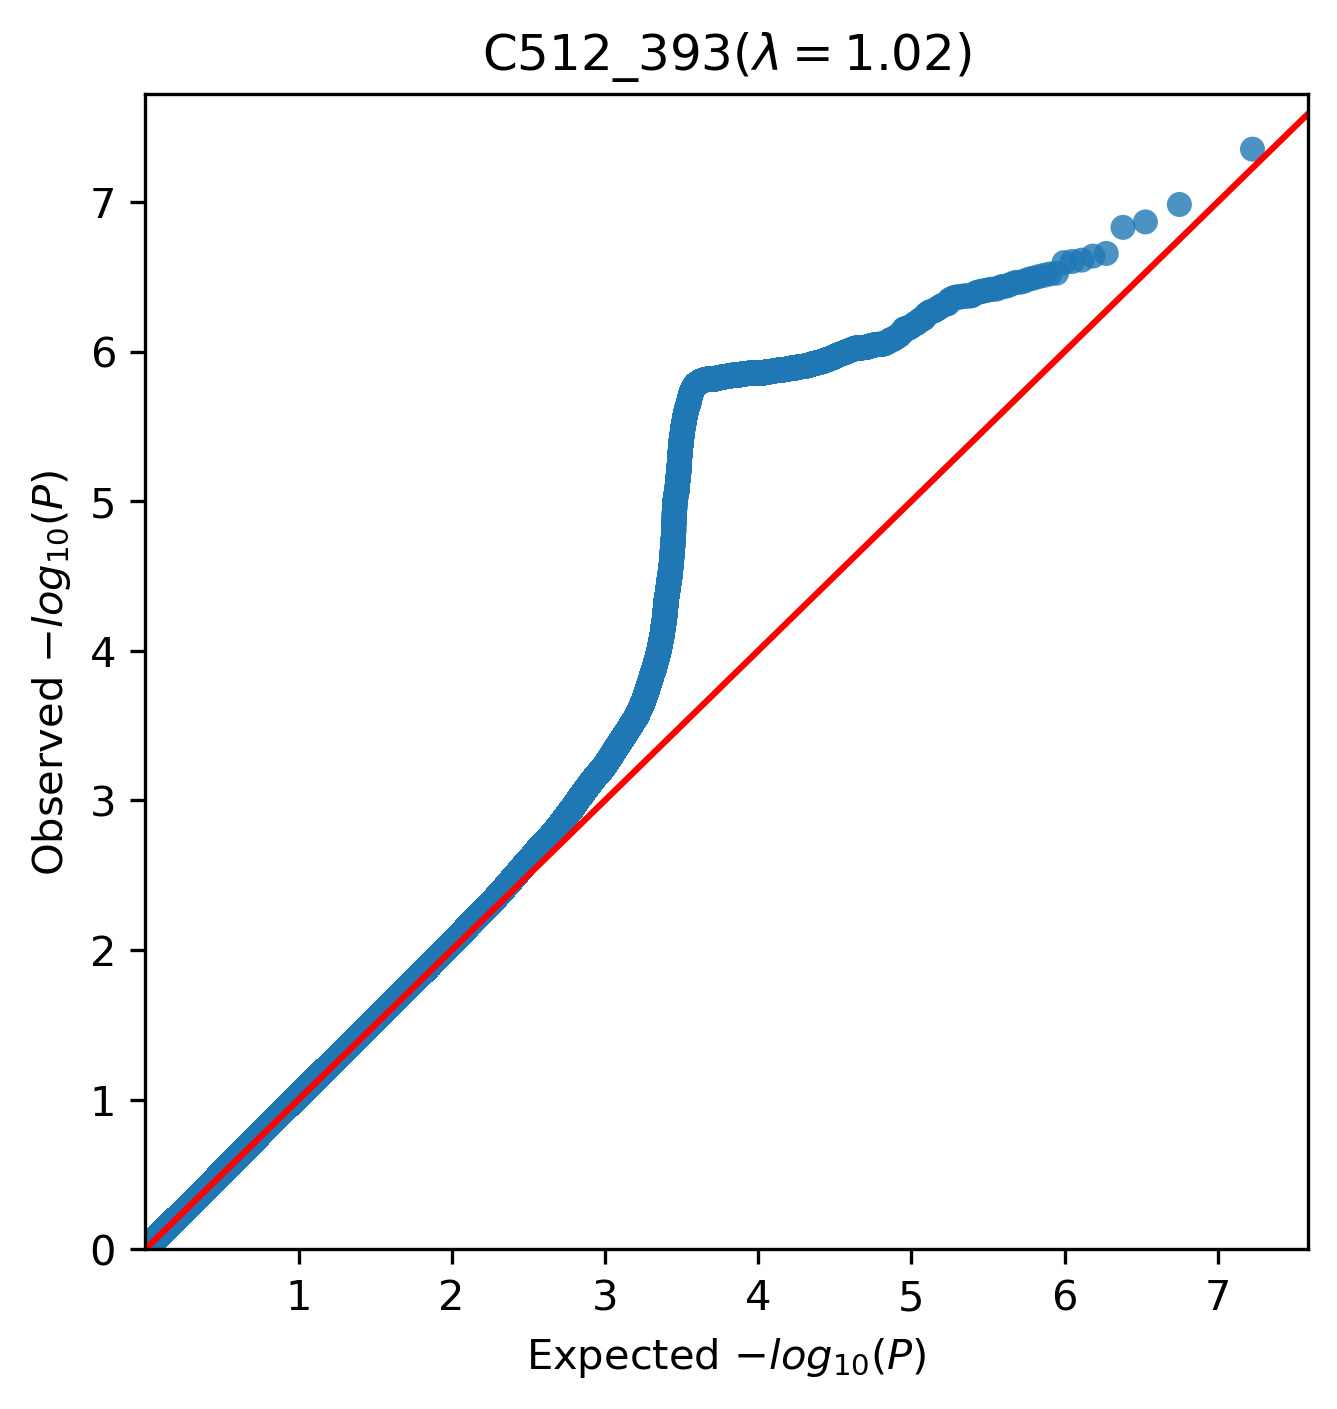 C512_393(λ = 1.02)
Observed −log₁₀(P)
7
6
5
4
3
2
1
0
1 2 3 4 5 6 7
Expected −log₁₀(P)